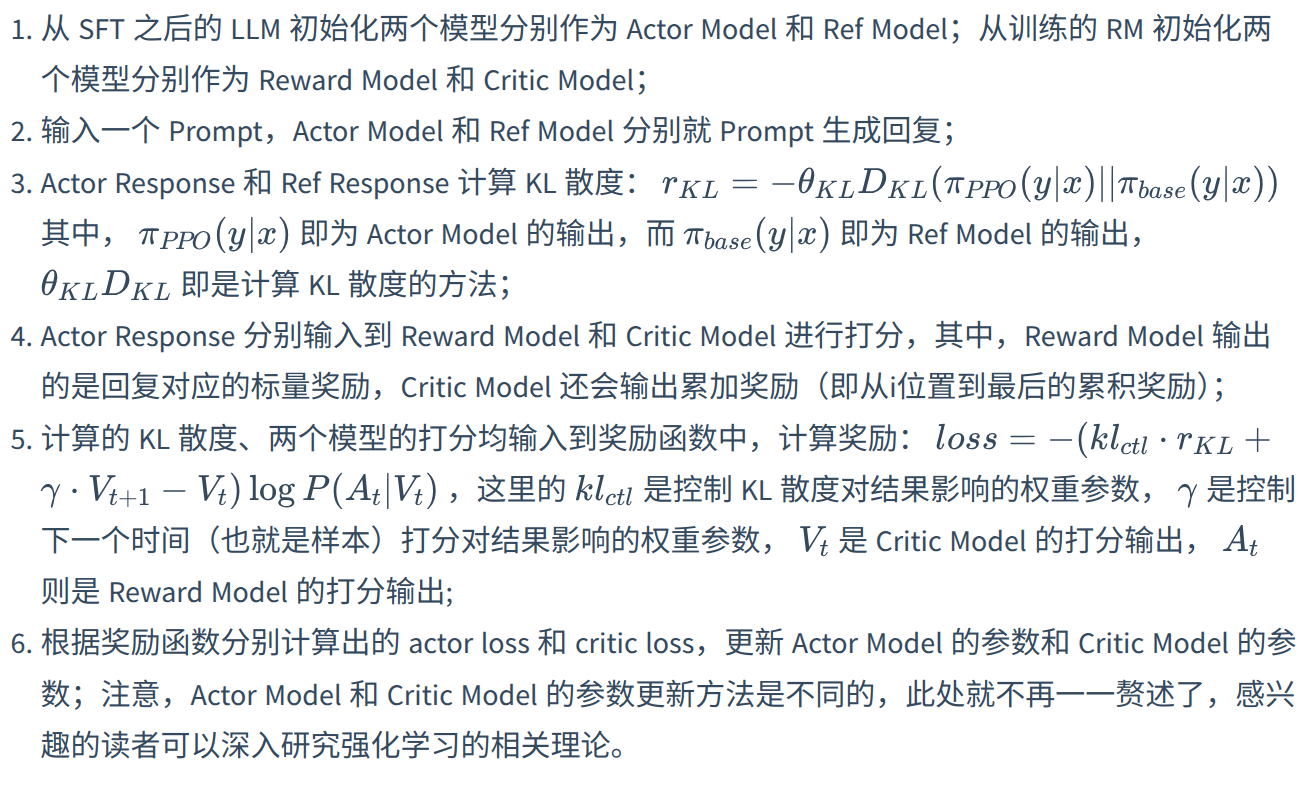 1. 从 SFT 之后的 LLM 初始化两个模型分别作为 Actor Model 和 Ref Model；从训练的 RM 初始化两
个模型分别作为 Reward Model 和 Critic Model；
2. 输入一个 Prompt，Actor Model 和 Ref Model 分别就 Prompt 生成回复；
3. Actor Response 和 Ref Response 计算 KL 散度： $r_{KL} = -\theta_{KL}D_{KL}(\pi_{PPO}(y|x)||\pi_{base}(y|x))$
其中， $\pi_{PPO}(y|x)$ 即为 Actor Model 的输出，而 $\pi_{base}(y|x)$ 即为 Ref Model 的输出，
$\theta_{KL}D_{KL}$ 即是计算 KL 散度的方法；
4. Actor Response 分别输入到 Reward Model 和 Critic Model 进行打分，其中，Reward Model 输出
的是回复对应的标量奖励，Critic Model 还会输出累加奖励（即从i位置到最后的累积奖励）；
5. 计算的 KL 散度、两个模型的打分均输入到奖励函数中，计算奖励： $loss = -(kl_{ctl} \cdot r_{KL} +$
$\gamma \cdot V_{t+1} - V_t) \log P(A_t|V_t)$ ，这里的 $kl_{ctl}$ 是控制 KL 散度对结果影响的权重参数， $\gamma$ 是控制
下一个时间（也就是样本）打分对结果影响的权重参数， $V_t$ 是 Critic Model 的打分输出， $A_t$
则是 Reward Model 的打分输出;
6. 根据奖励函数分别计算出的 actor loss 和 critic loss，更新 Actor Model 的参数和 Critic Model 的参
数；注意，Actor Model 和 Critic Model 的参数更新方法是不同的，此处就不再一一赘述了，感兴
趣的读者可以深入研究强化学习的相关理论。